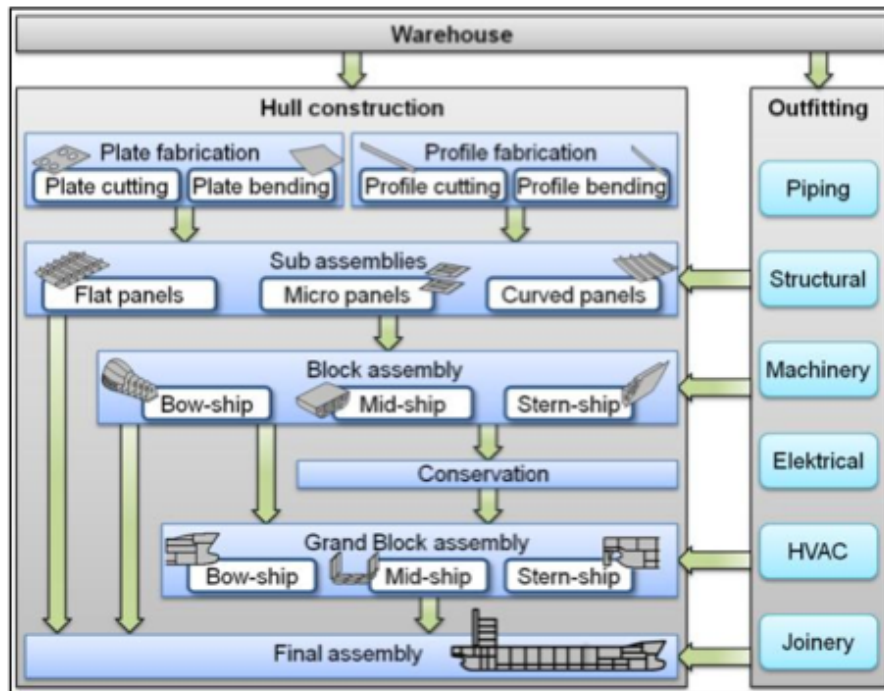 Warehouse
Hull construction
Plate fabrication
Plate cutting
Plate bending
Profile fabrication
Profile cutting
Profile bending
Sub assemblies
Flat panels
Micro panels
Curved panels
Block assembly
Bow-ship
Mid-ship
Stern-ship
Conservation
Grand Block assembly
Bow-ship
Mid-ship
Stern-ship
Final assembly
Outfitting
Piping
Structural
Machinery
Elektrical
HVAC
Joinery